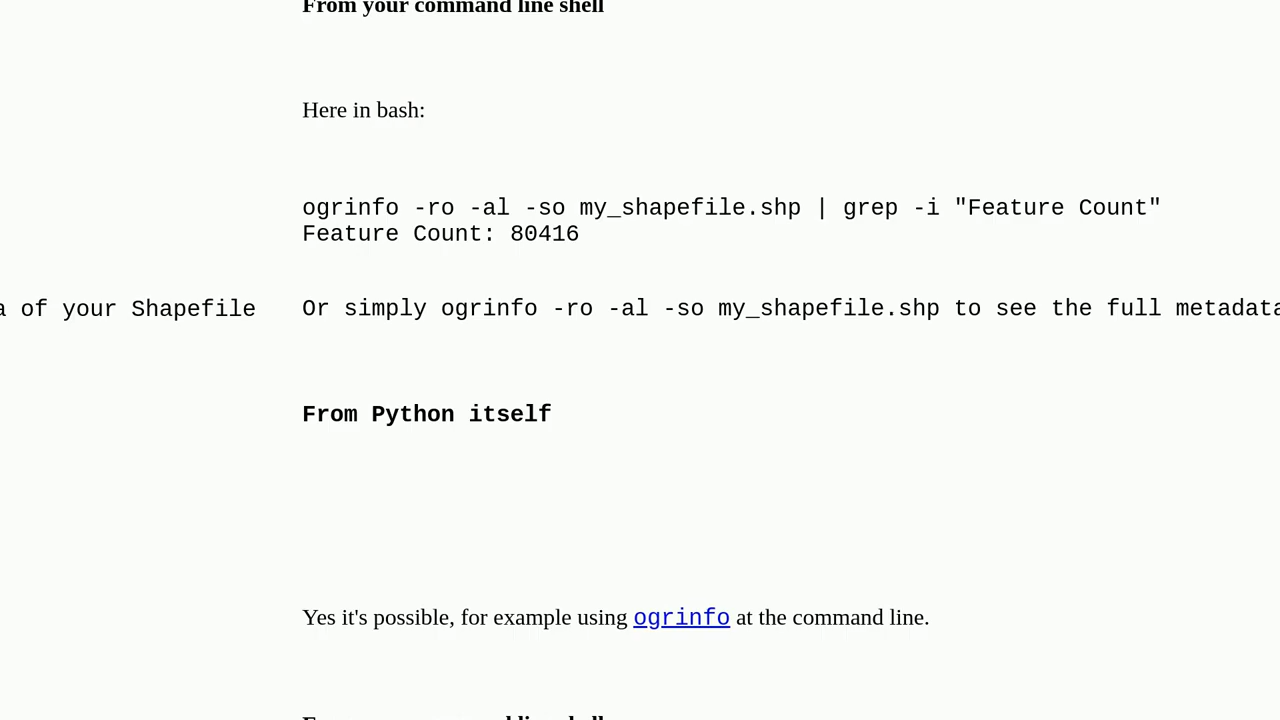 From your command line shell
Here in bash:
ogrinfo -ro -al -so my_shapefile.shp | grep -i "Feature Count"
Feature Count: 80416
Or simply ogrinfo -ro -al -so my_shapefile.shp to see the full metadata
a of your Shapefile
From Python itself
Yes it's possible, for example using ogrinfo at the command line.